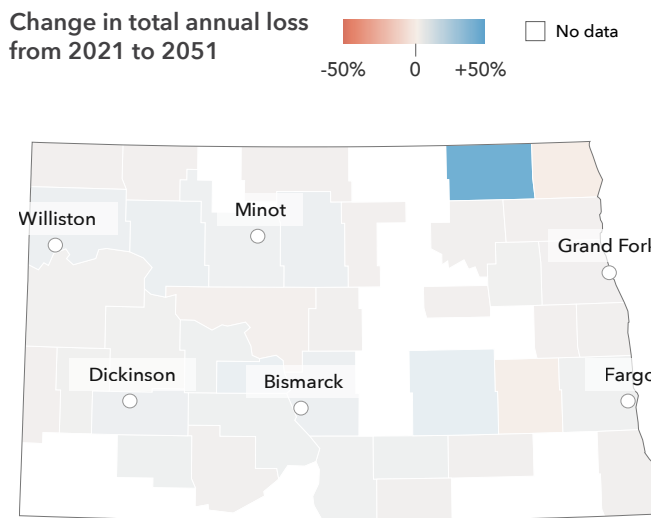 Change in total annual loss
from 2021 to 2051
-50%
0
+50%
No data
Williston
Minot
Grand Fork
Dickinson
Bismarck
Fargo